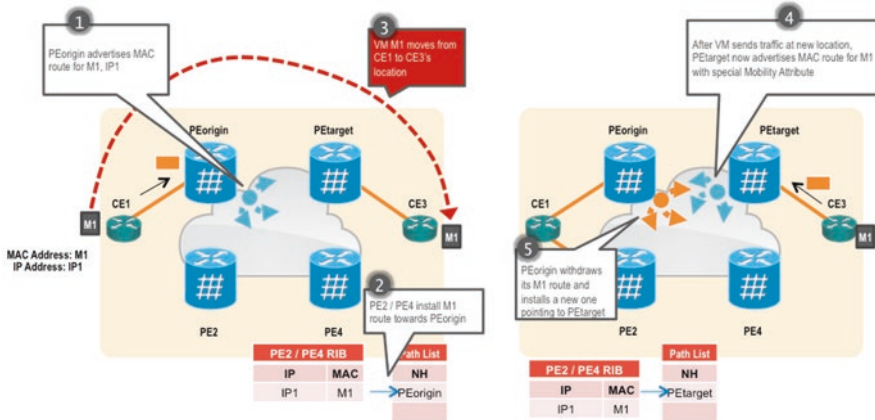 1
PEorigin advertises MAC
route for M1, IP1
3
VM M1 moves from
CE1 to CE3's
location
PEorigin
PEtarget
CE1
CE3
M1
M1
MAC Address: M1
IP Address: IP1
2
PE2 / PE4 install M1
route towards PEorigin
PE2
PE4
PE2 / PE4 RIB
Path List
IP
MAC
NH
IP1
M1
PEorigin
4
After VM sends traffic at new location,
PEtarget now advertises MAC route for M1
with special Mobility Attribute
PEorigin
PEtarget
CE1
CE3
M1
5
PEorigin withdraws
its M1 route and
installs a new one
pointing to PEtarget
PE2
PE4
PE2 / PE4 RIB
Path List
IP
MAC
NH
IP1
M1
PEtarget